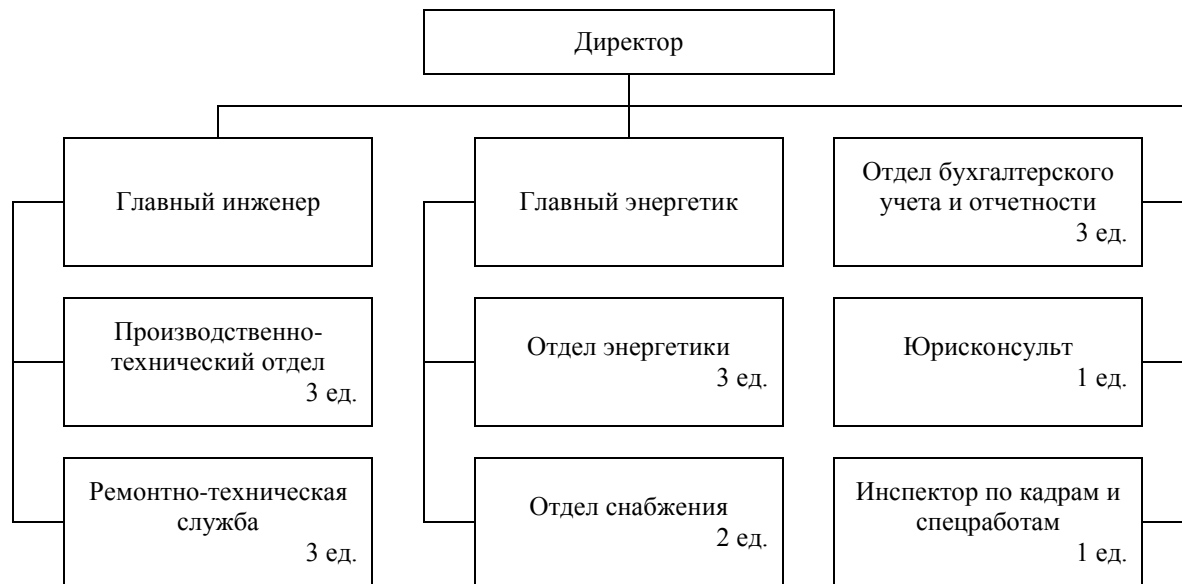 Директор
Главный инженер
Главный энергетик
Отдел бухгалтерского
учета и отчетности
3 ед.
Производственно-
технический отдел
3 ед.
Отдел энергетики
3 ед.
Юрисконсульт
1 ед.
Ремонтно-техническая
служба
3 ед.
Отдел снабжения
2 ед.
Инспектор по кадрам и
спецработам
1 ед.